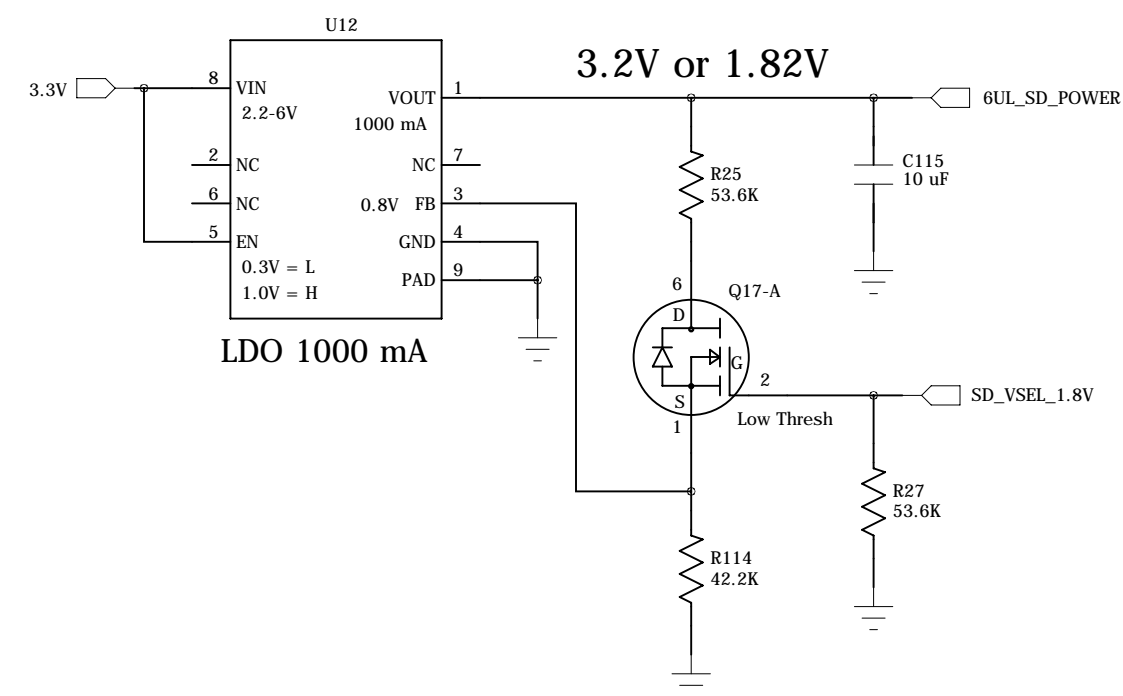 U12
3.2V or 1.82V
3.3V
8
VIN
2.2-6V
VOUT
1
1000 mA
6UL_SD_POWER
2
NC
NC
7
6
NC
0.8V FB
3
5
EN
GND
4
0.3V = L
1.0V = H
PAD
9
LDO 1000 mA
R25
53.6K
C115
10 uF
6
Q17-A
D
G
2
S
1
Low Thresh
SD_VSEL_1.8V
R27
53.6K
R114
42.2K